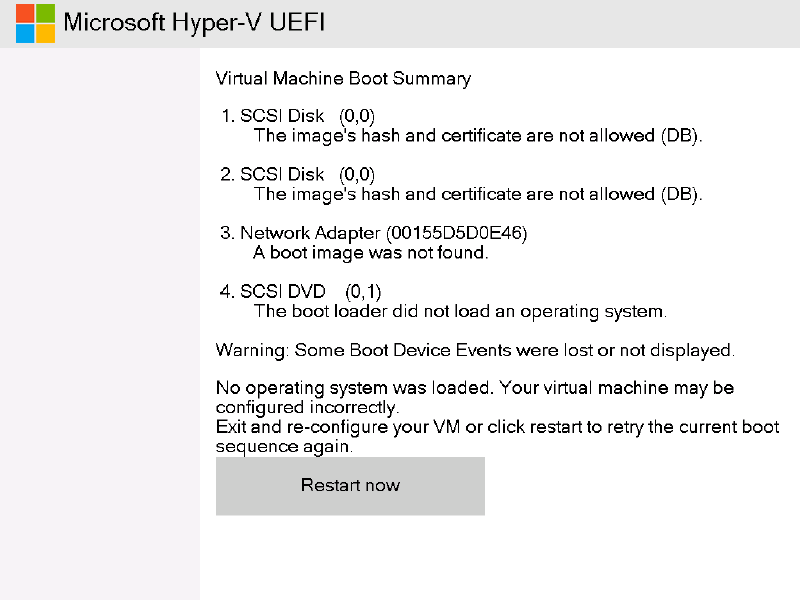 Microsoft Hyper-V UEFI
Virtual Machine Boot Summary
1. SCSI Disk (0,0)
The image's hash and certificate are not allowed (DB).
2. SCSI Disk (0,0)
The image's hash and certificate are not allowed (DB).
3. Network Adapter (00155D5D0E46)
A boot image was not found.
4. SCSI DVD (0,1)
The boot loader did not load an operating system.
Warning: Some Boot Device Events were lost or not displayed.
No operating system was loaded. Your virtual machine may be
configured incorrectly.
Exit and re-configure your VM or click restart to retry the current boot
sequence again.
Restart now